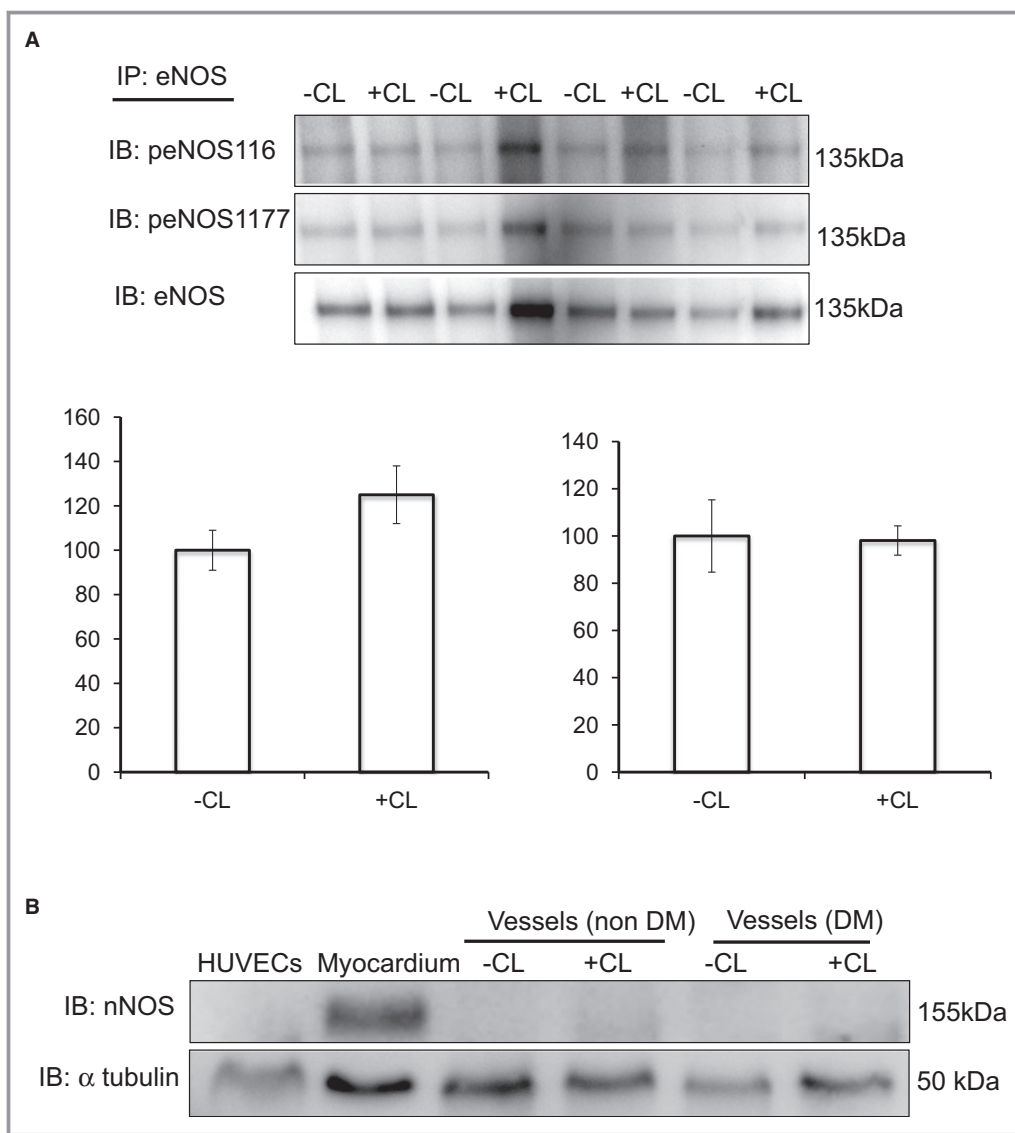 A
IP: eNOS
-CL +CL -CL +CL -CL +CL -CL +CL
IB: peNOS116 135kDa
IB: peNOS1177 135kDa
IB: eNOS 135kDa
160
140
120
100
80
60
40
20
0
-CL +CL
140
120
100
80
60
40
20
0
-CL +CL
B
Vessels (non DM) Vessels (DM)
HUVECs Myocardium -CL +CL -CL +CL
IB: nNOS 155kDa
IB: α tubulin 50 kDa